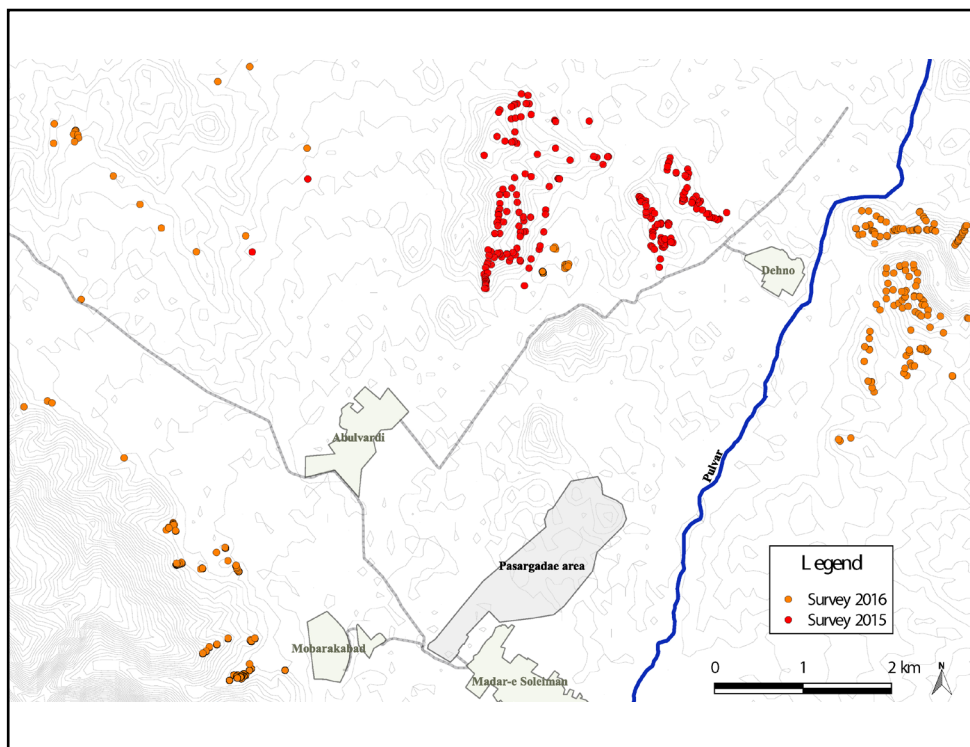 Dehno
Abulvardi
Pulvar
Pasargadae area
Legend
Survey 2016
Survey 2015
Mobarakabad
Madar-e Soleiman
0 1 2 km
N